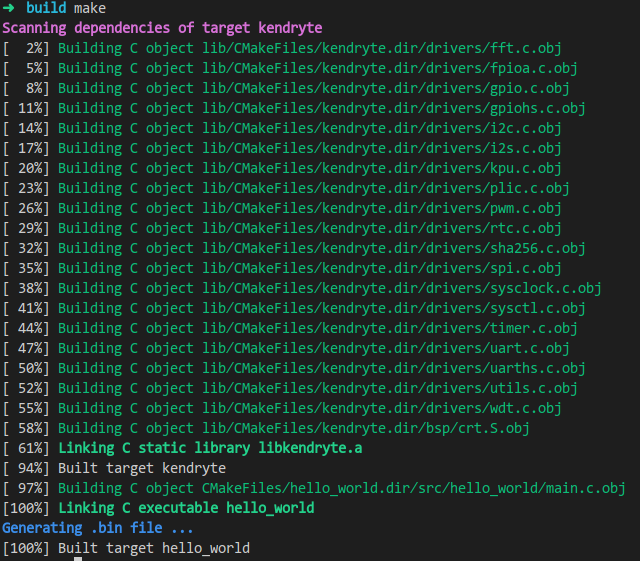 ➜ build make
Scanning dependencies of target kendryte
[  2%] Building C object lib/CMakeFiles/kendryte.dir/drivers/fft.c.obj
[  5%] Building C object lib/CMakeFiles/kendryte.dir/drivers/fpioa.c.obj
[  8%] Building C object lib/CMakeFiles/kendryte.dir/drivers/gpio.c.obj
[ 11%] Building C object lib/CMakeFiles/kendryte.dir/drivers/gpiohs.c.obj
[ 14%] Building C object lib/CMakeFiles/kendryte.dir/drivers/i2c.c.obj
[ 17%] Building C object lib/CMakeFiles/kendryte.dir/drivers/i2s.c.obj
[ 20%] Building C object lib/CMakeFiles/kendryte.dir/drivers/kpu.c.obj
[ 23%] Building C object lib/CMakeFiles/kendryte.dir/drivers/plic.c.obj
[ 26%] Building C object lib/CMakeFiles/kendryte.dir/drivers/pwm.c.obj
[ 29%] Building C object lib/CMakeFiles/kendryte.dir/drivers/rtc.c.obj
[ 32%] Building C object lib/CMakeFiles/kendryte.dir/drivers/sha256.c.obj
[ 35%] Building C object lib/CMakeFiles/kendryte.dir/drivers/spi.c.obj
[ 38%] Building C object lib/CMakeFiles/kendryte.dir/drivers/sysclock.c.obj
[ 41%] Building C object lib/CMakeFiles/kendryte.dir/drivers/sysctl.c.obj
[ 44%] Building C object lib/CMakeFiles/kendryte.dir/drivers/timer.c.obj
[ 47%] Building C object lib/CMakeFiles/kendryte.dir/drivers/uart.c.obj
[ 50%] Building C object lib/CMakeFiles/kendryte.dir/drivers/uarths.c.obj
[ 52%] Building C object lib/CMakeFiles/kendryte.dir/drivers/utils.c.obj
[ 55%] Building C object lib/CMakeFiles/kendryte.dir/drivers/wdt.c.obj
[ 58%] Building C object lib/CMakeFiles/kendryte.dir/bsp/crt.S.obj
[ 61%] Linking C static library libkendryte.a
[ 94%] Built target kendryte
[ 97%] Building C object CMakeFiles/hello_world.dir/src/hello_world/main.c.obj
[100%] Linking C executable hello_world
Generating .bin file ...
[100%] Built target hello_world